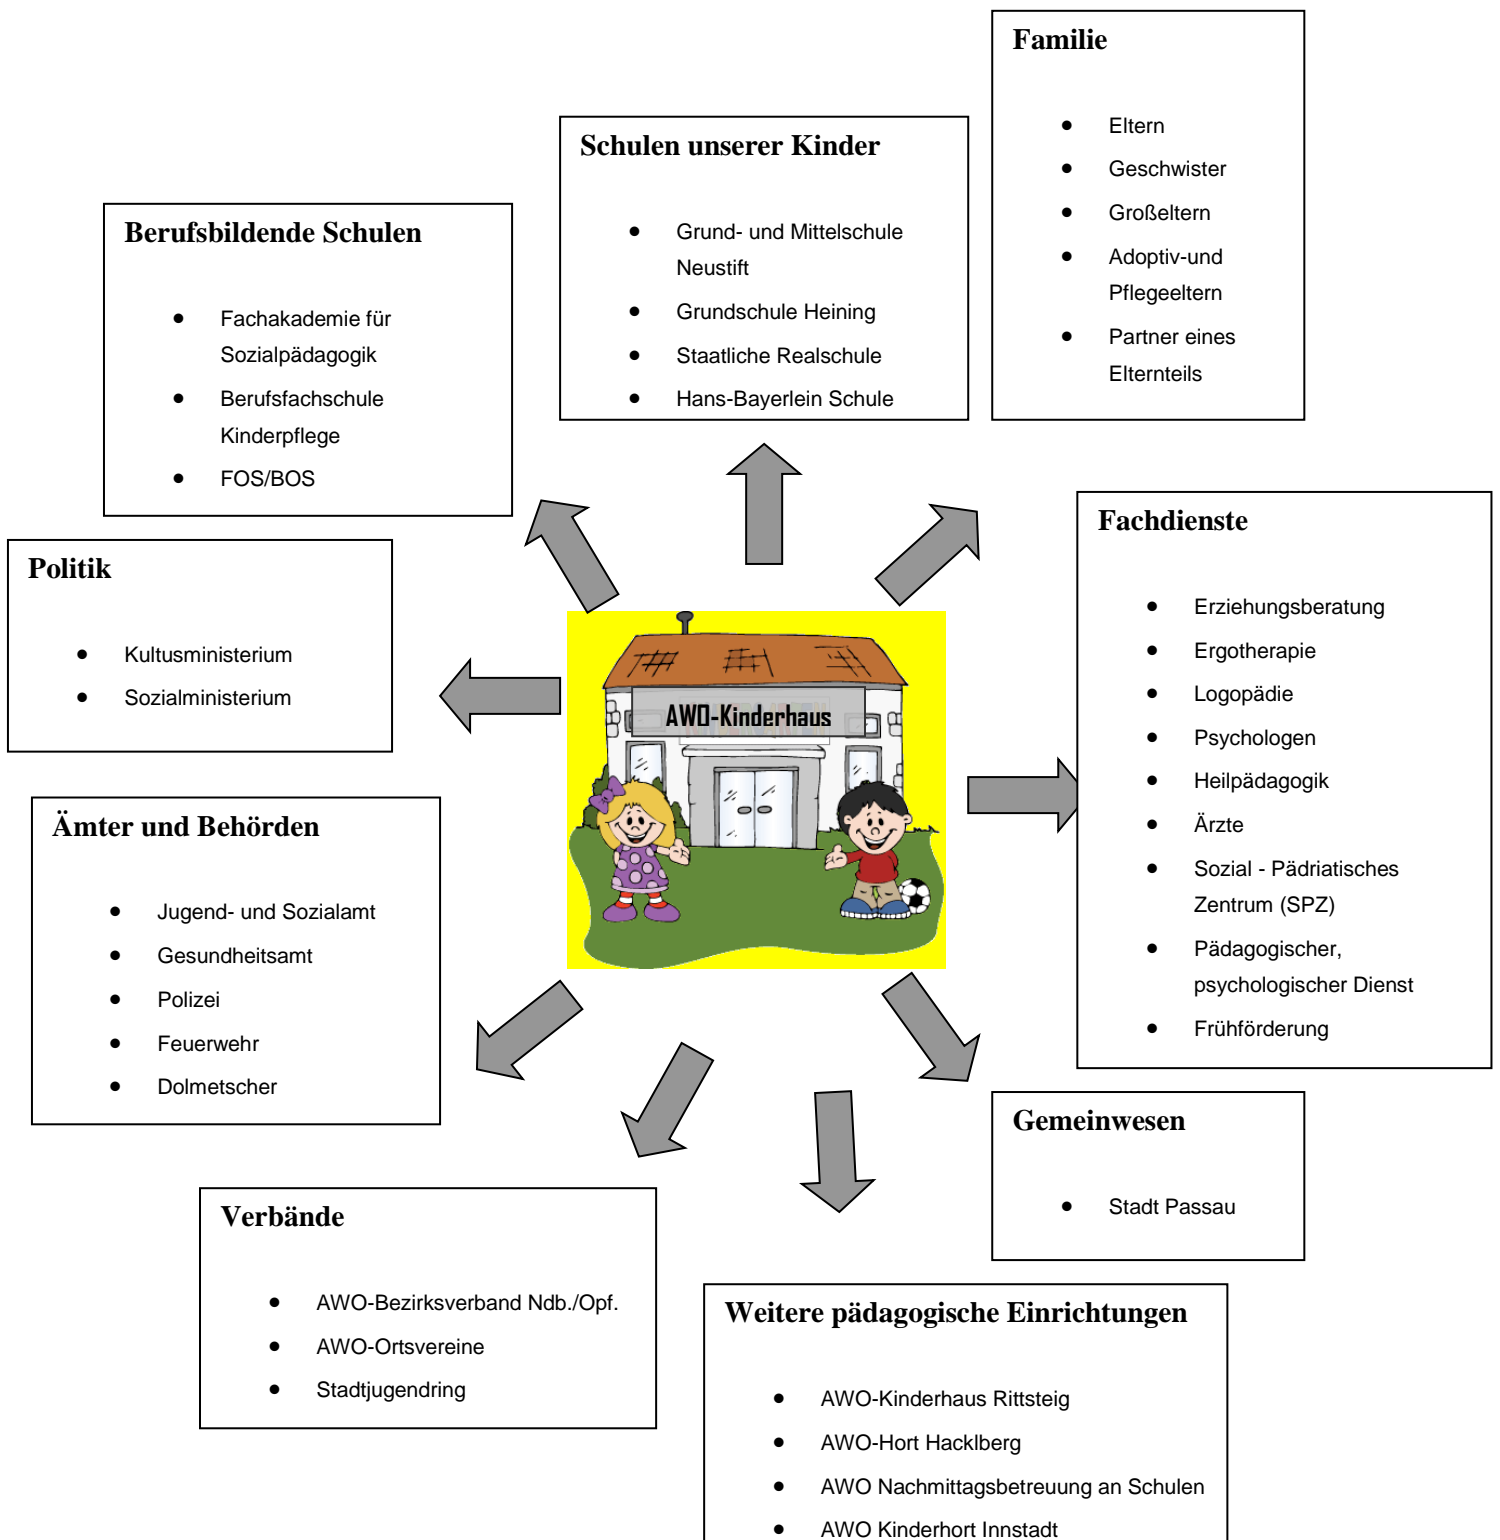 Familie
Eltern
Geschwister
Großeltern
Adoptiv-und
Pflegeeltern
Partner eines
Elternteils
Schulen unserer Kinder
Grund- und Mittelschule
Neustift
Grundschule Heining
Staatliche Realschule
Hans-Bayerlein Schule
Berufsbildende Schulen
Fachakademie für
Sozialpädagogik
Berufsfachschule
Kinderpflege
FOS/BOS
Fachdienste
Erziehungsberatung
Ergotherapie
Logopädie
Psychologen
Heilpädagogik
Ärzte
Sozial - Pädriatisches
Zentrum (SPZ)
Pädagogischer,
psychologischer Dienst
Frühförderung
Politik
Kultusministerium
Sozialministerium
AWO-Kinderhaus
Ämter und Behörden
Jugend- und Sozialamt
Gesundheitsamt
Polizei
Feuerwehr
Dolmetscher
Gemeinwesen
Stadt Passau
Verbände
AWO-Bezirksverband Ndb./Opf.
AWO-Ortsvereine
Stadtjugendring
Weitere pädagogische Einrichtungen
AWO-Kinderhaus Rittsteig
AWO-Hort Hacklberg
AWO Nachmittagsbetreuung an Schulen
AWO Kinderhort Innstadt